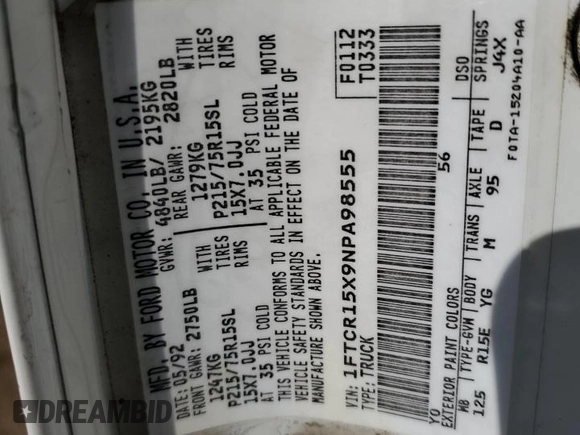 MFD. BY FORD MOTOR CO. IN U.S.A.
DATE: 05/92 GVWR: 4840LB/ 2195KG
FRONT GAWR: 2750LB REAR GAWR: 2820LB
1247KG WITH 1279KG WITH
P215/75R15SL TIRES P215/75R15SL TIRES
15X7.0JJ RIMS 15X7.0JJ RIMS
AT 35 PSI COLD AT 35 PSI COLD
THIS VEHICLE CONFORMS TO ALL APPLICABLE FEDERAL MOTOR
VEHICLE SAFETY STANDARDS IN EFFECT ON THE DATE OF
MANUFACTURE SHOWN ABOVE.
VIN: 1FTCR15X9NPA98555 F0112
TYPE: TRUCK T0333
YO 56
EXTERIOR PAINT COLORS DSO
WB TYPE-GVW BODY TRANS AXLE TAPE SPRINGS
125 R15E YG M 95 D J4X
F0TA-15204A10-AA
DREAMBID